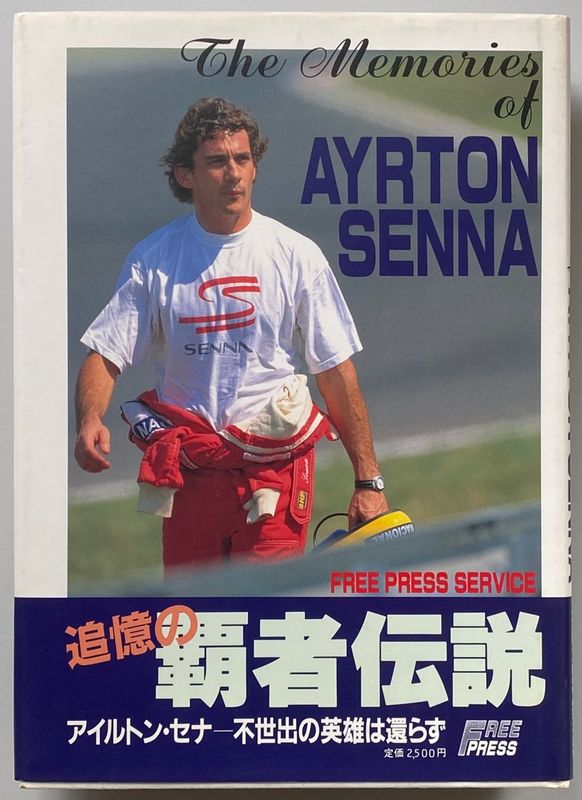 The Memories
of
AYRTON
SENNA
S
SENNA
NACIONAL
FREE PRESS SERVICE
追憶の覇者伝説
アイルトン・セナ—不世出の英雄は還らず
定価2,500円
FREE
PRESS